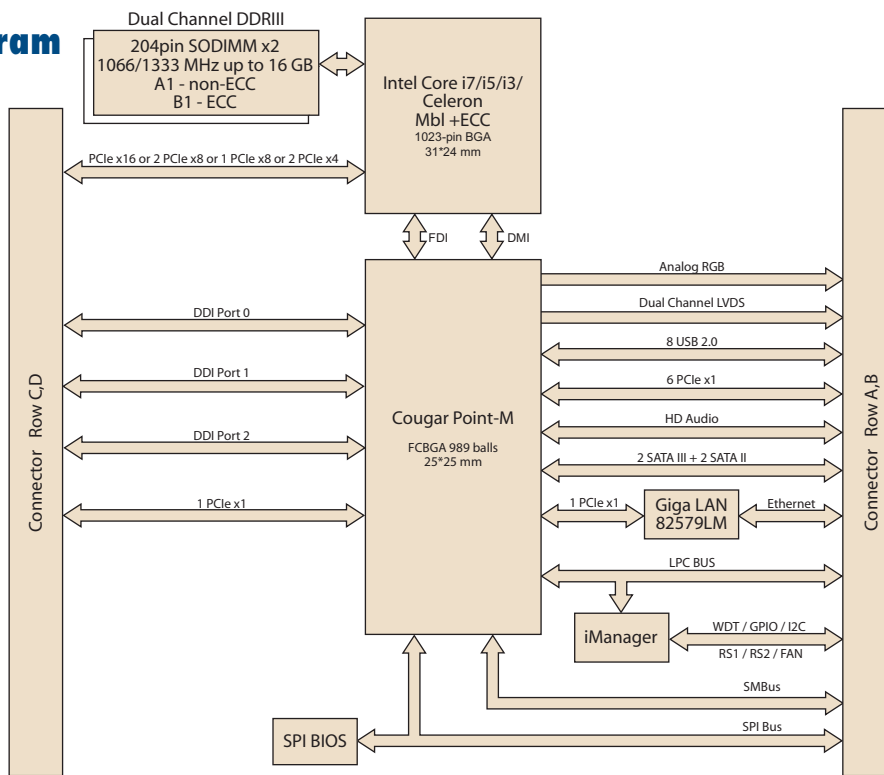 ram
Dual Channel DDRIII
204pin SODIMM x2
1066/1333 MHz up to 16 GB
A1 - non-ECC
B1 - ECC
Intel Core i7/i5/i3/
Celeron
Mbl +ECC
1023-pin BGA
31*24 mm
PCIe x16 or 2 PCIe x8 or 1 PCIe x8 or 2 PCIe x4
FDI
DMI
Connector Row C,D
DDI Port 0
DDI Port 1
DDI Port 2
1 PCIe x1
Cougar Point-M
FCBGA 989 balls
25*25 mm
Analog RGB
Dual Channel LVDS
8 USB 2.0
6 PCIe x1
HD Audio
2 SATA III + 2 SATA II
1 PCIe x1
Giga LAN
82579LM
Ethernet
LPC BUS
iManager
WDT / GPIO / I2C
RS1 / RS2 / FAN
SMBus
SPI Bus
SPI BIOS
Connector Row A,B